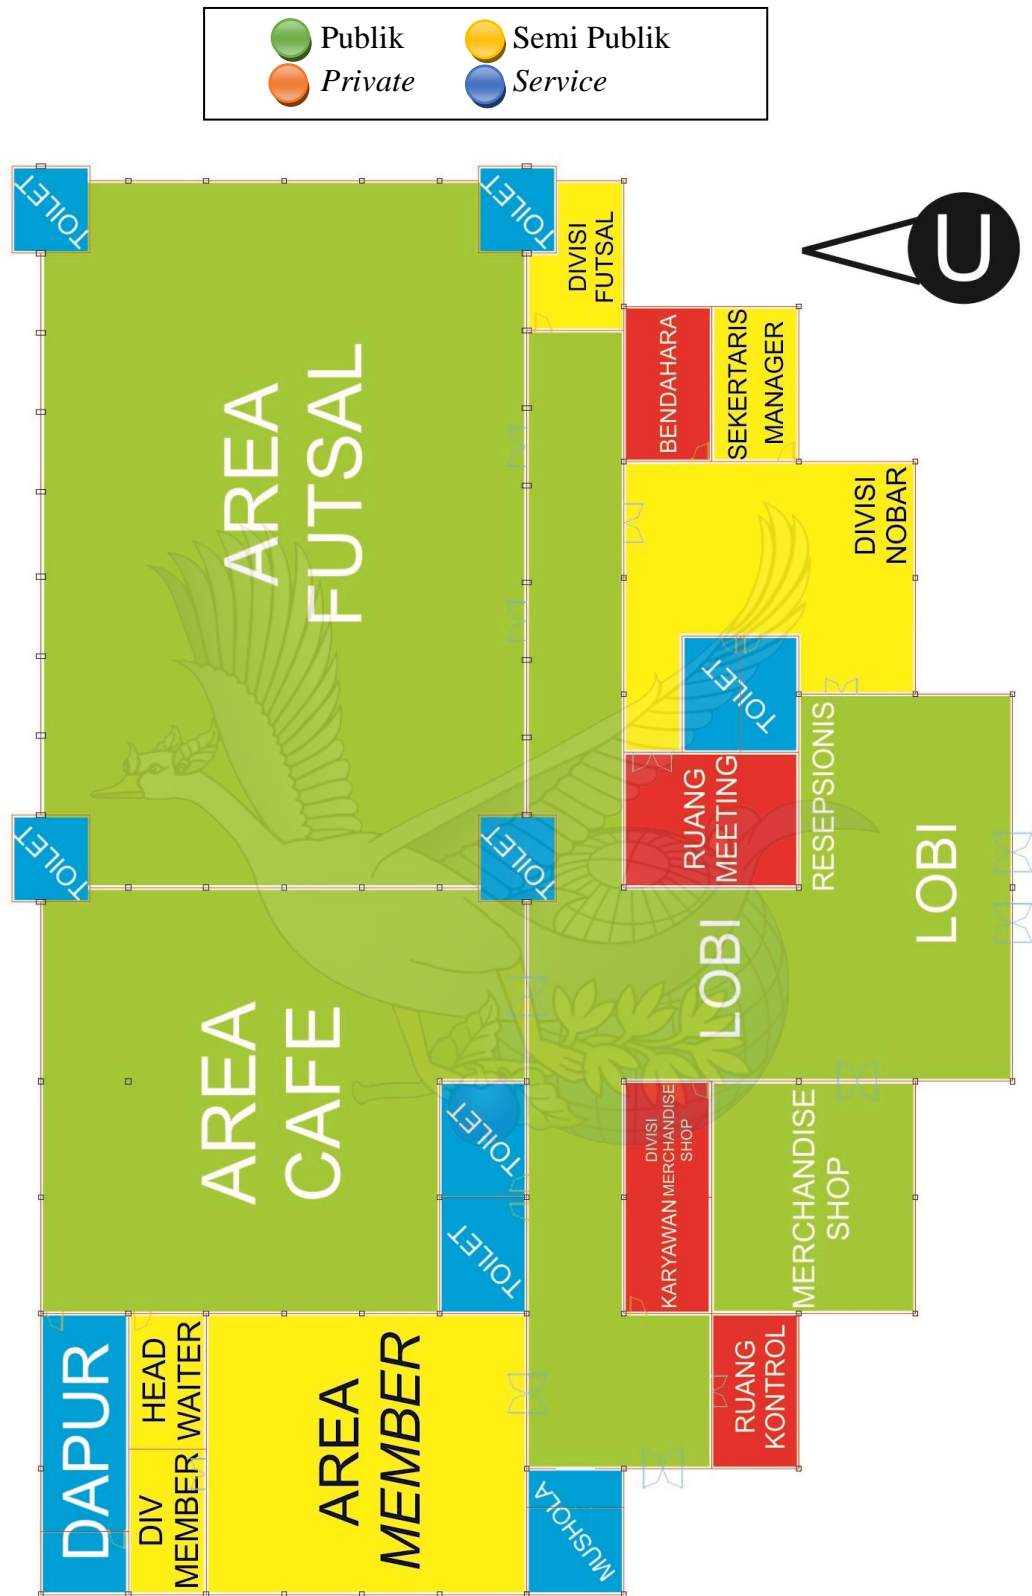 Publik
Semi Publik
Private
Service
TOILET
TOILET
DIVISI
FUTSAL
U
AREA
FUTSAL
BENDAHARA
SEKERTARIS
MANAGER
DIVISI
NOBAR
TOILET
RUANG
MEETING
RESEPSIONIS
TOILET
TOILET
LOBI
LOBI
AREA
CAFE
TOILET
TOILET
DIVISI
MERCHANDISE
SHOP
KARYAWAN
MERCHANDISE
SHOP
DAPUR
HEAD
WAITER
DIV
MEMBER
AREA
MEMBER
RUANG
KONTROL
MUSHOLA